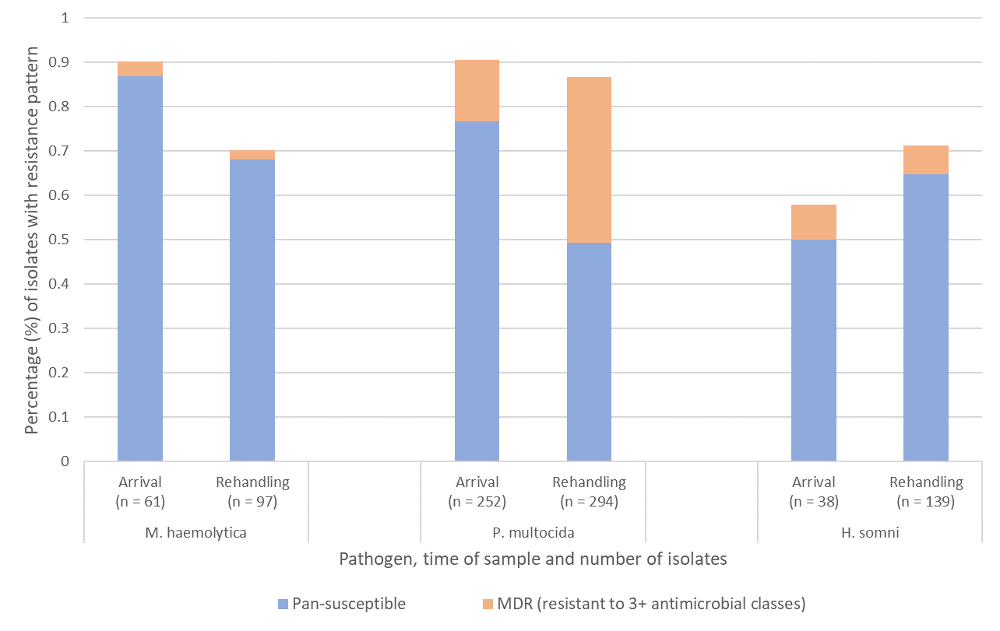 Percentage (%) of isolates with resistance pattern
1
0.9
0.8
0.7
0.6
0.5
0.4
0.3
0.2
0.1
0
Arrival
(n = 61)
Rehandling
(n = 97)
Arrival
(n = 252)
Rehandling
(n = 294)
Arrival
(n = 38)
Rehandling
(n = 139)
M. haemolytica
P. multocida
H. somni
Pathogen, time of sample and number of isolates
Pan-susceptible
MDR (resistant to 3+ antimicrobial classes)